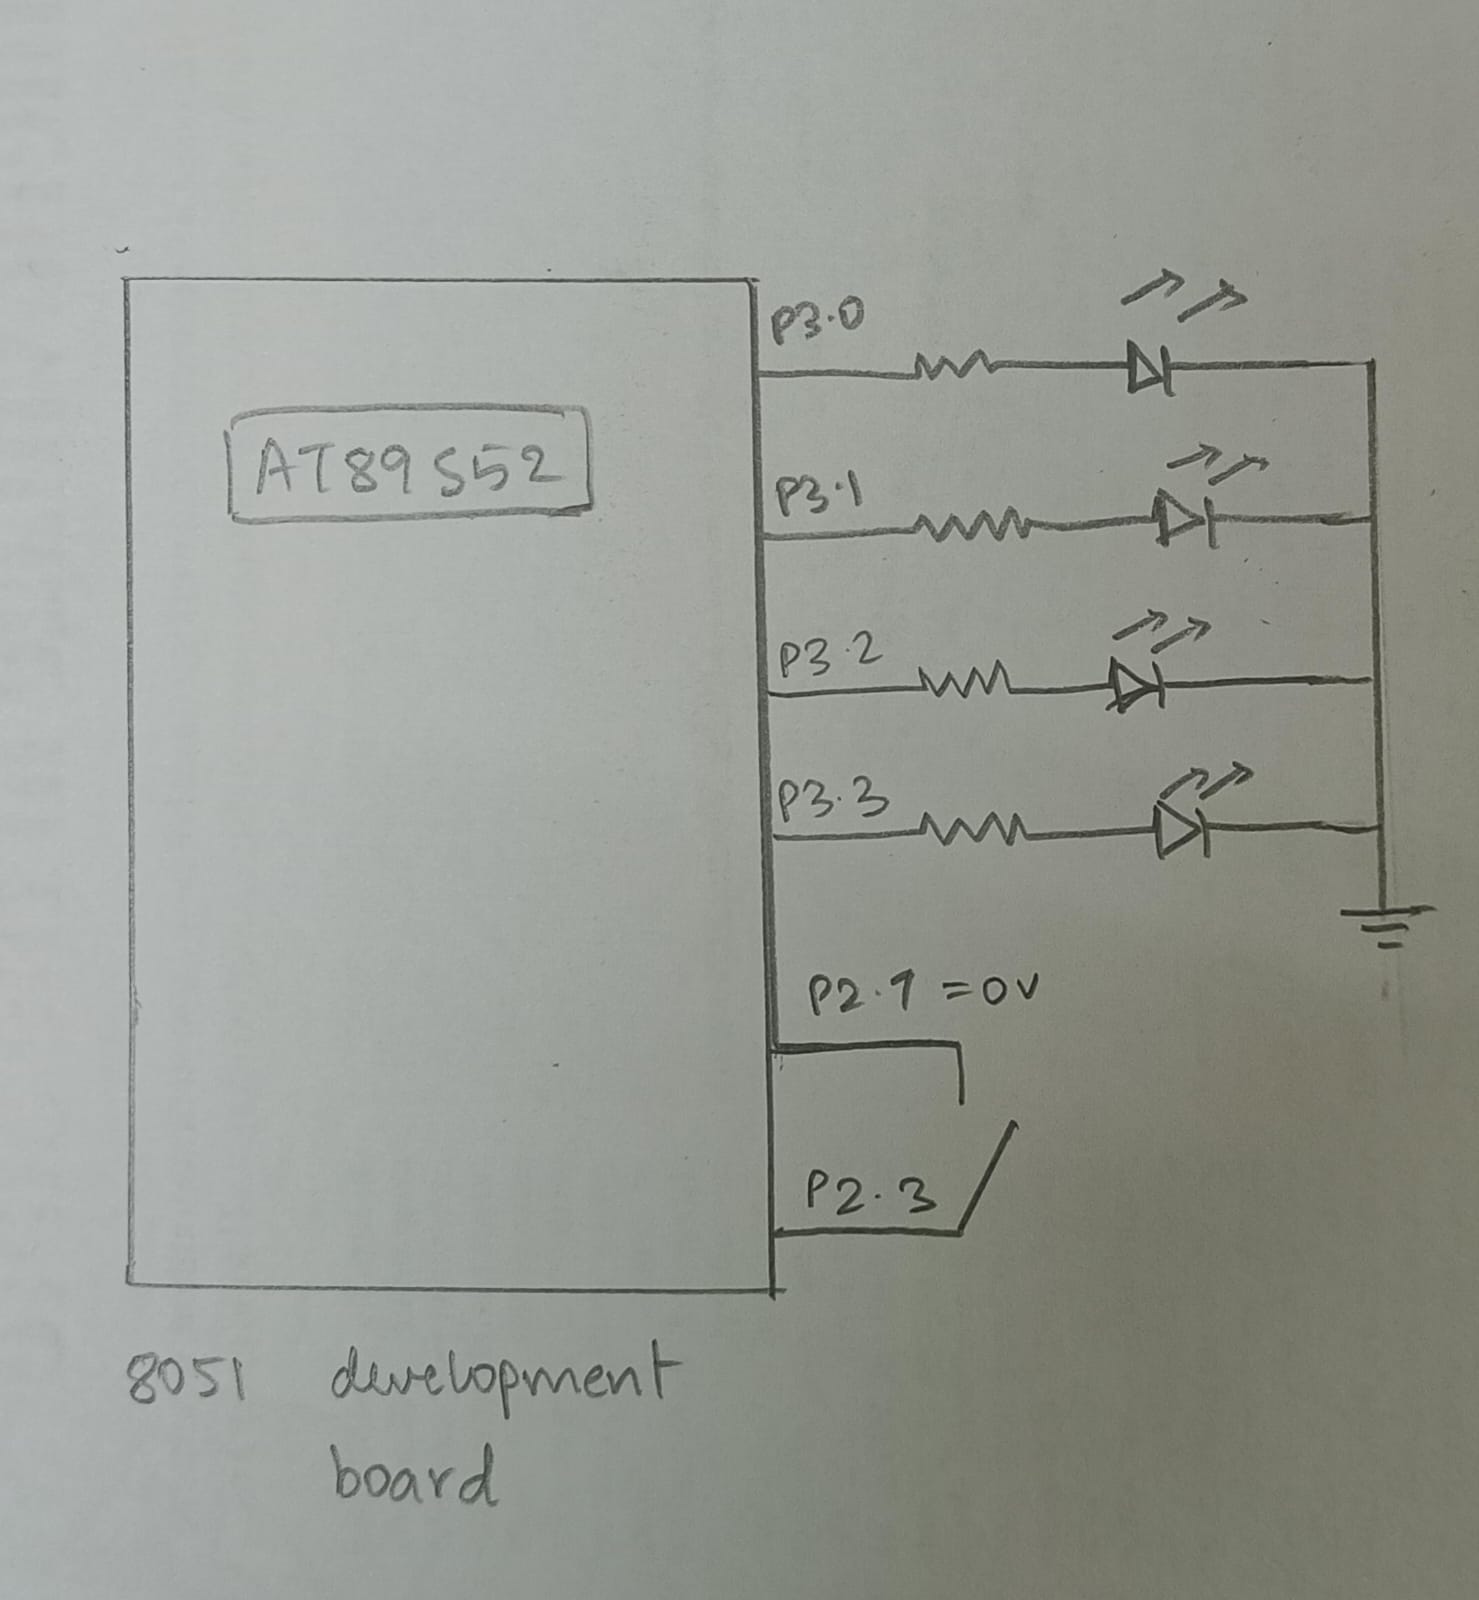 P3.0
AT89S52
P3.1
P3.2
P3.3
P2.7 = 0V
P2.3
8051 development
board